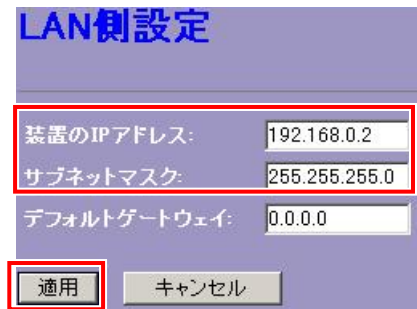 LAN側設定
装置のIPアドレス: 192.168.0.2
サブネットマスク: 255.255.255.0
デフォルトゲートウェイ: 0.0.0.0
適用 キャンセル